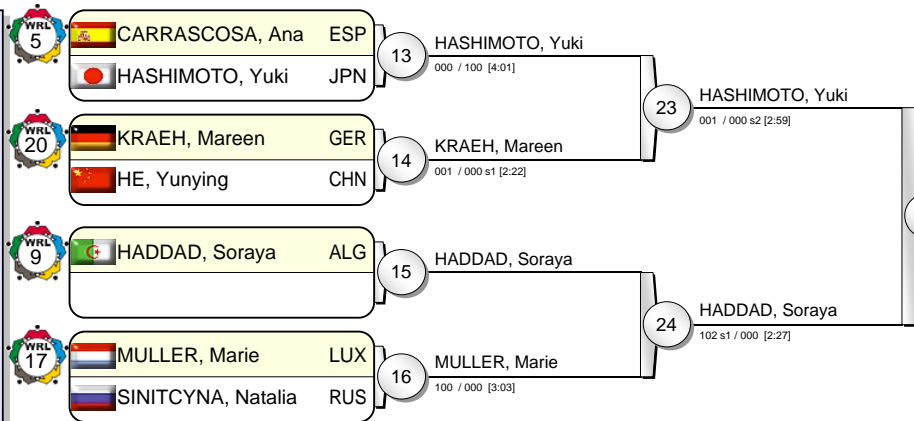 WRL
5
CARRASCOSA, Ana ESP
HASHIMOTO, Yuki JPN
13
HASHIMOTO, Yuki
000 / 100 [4:01]
23
HASHIMOTO, Yuki
001 / 000 s2 [2:59]
WRL
20
KRAEH, Mareen GER
HE, Yunying CHN
14
KRAEH, Mareen
001 / 000 s1 [2:22]
WRL
9
HADDAD, Soraya ALG
15
HADDAD, Soraya
24
HADDAD, Soraya
102 s1 / 000 [2:27]
WRL
17
MULLER, Marie LUX
SINITCYNA, Natalia RUS
16
MULLER, Marie
100 / 000 [3:03]